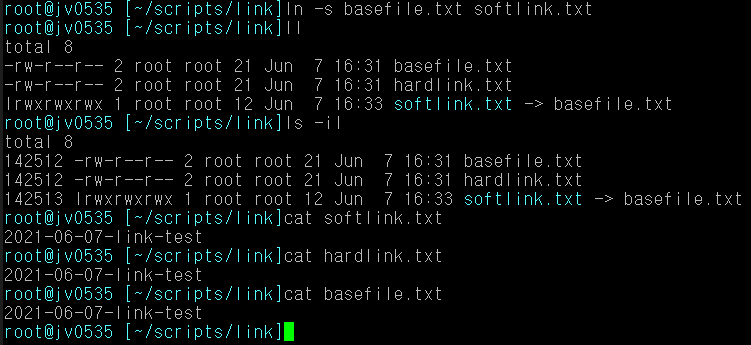 root@jv0535 [~/scripts/link]ln -s basefile.txt softlink.txt
root@jv0535 [~/scripts/link]ll
total 8
-rw-r--r-- 2 root root 21 Jun  7 16:31 basefile.txt
-rw-r--r-- 2 root root 21 Jun  7 16:31 hardlink.txt
lrwxrwxrwx 1 root root 12 Jun  7 16:33 softlink.txt -> basefile.txt
root@jv0535 [~/scripts/link]ls -il
total 8
142512 -rw-r--r-- 2 root root 21 Jun  7 16:31 basefile.txt
142512 -rw-r--r-- 2 root root 21 Jun  7 16:31 hardlink.txt
142513 lrwxrwxrwx 1 root root 12 Jun  7 16:33 softlink.txt -> basefile.txt
root@jv0535 [~/scripts/link]cat softlink.txt
2021-06-07-link-test
root@jv0535 [~/scripts/link]cat hardlink.txt
2021-06-07-link-test
root@jv0535 [~/scripts/link]cat basefile.txt
2021-06-07-link-test
root@jv0535 [~/scripts/link]